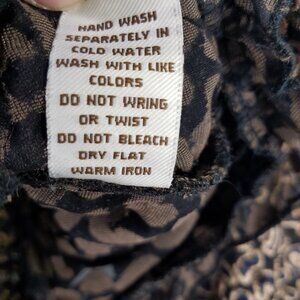 HAND WASH
SEPARATELY IN
COLD WATER
WASH WITH LIKE
COLORS
DO NOT WRING
OR TWIST
DO NOT BLEACH
DRY FLAT
WARM IRON